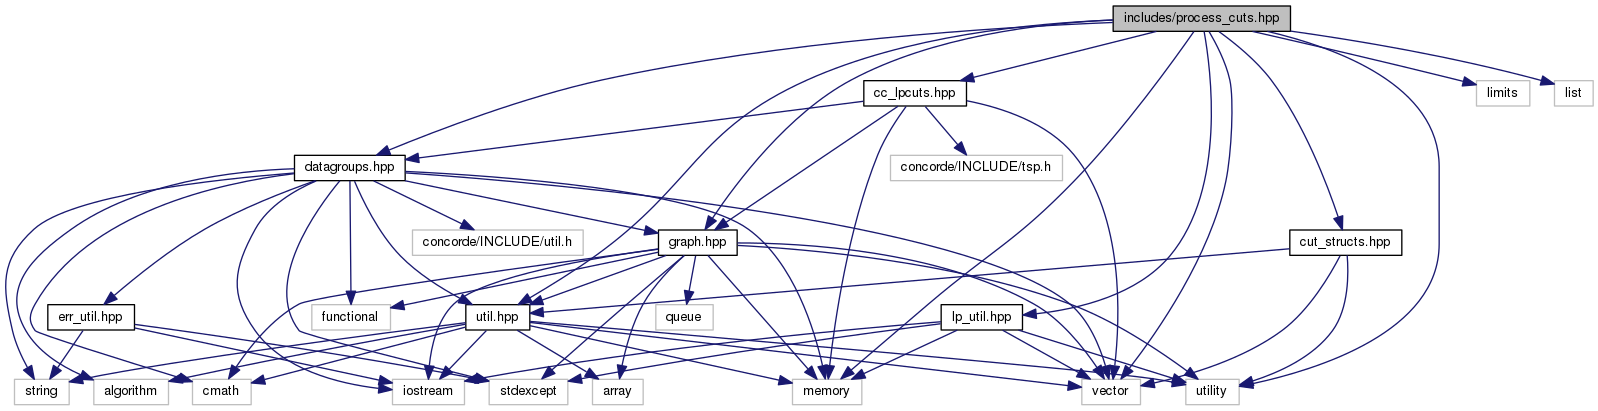 includes/process_cuts.hpp
cc_lpcuts.hpp
limits
list
datagroups.hpp
concorde/INCLUDE/tsp.h
concorde/INCLUDE/util.h
graph.hpp
cut_structs.hpp
err_util.hpp
functional
util.hpp
queue
lp_util.hpp
string
algorithm
cmath
iostream
stdexcept
array
memory
vector
utility